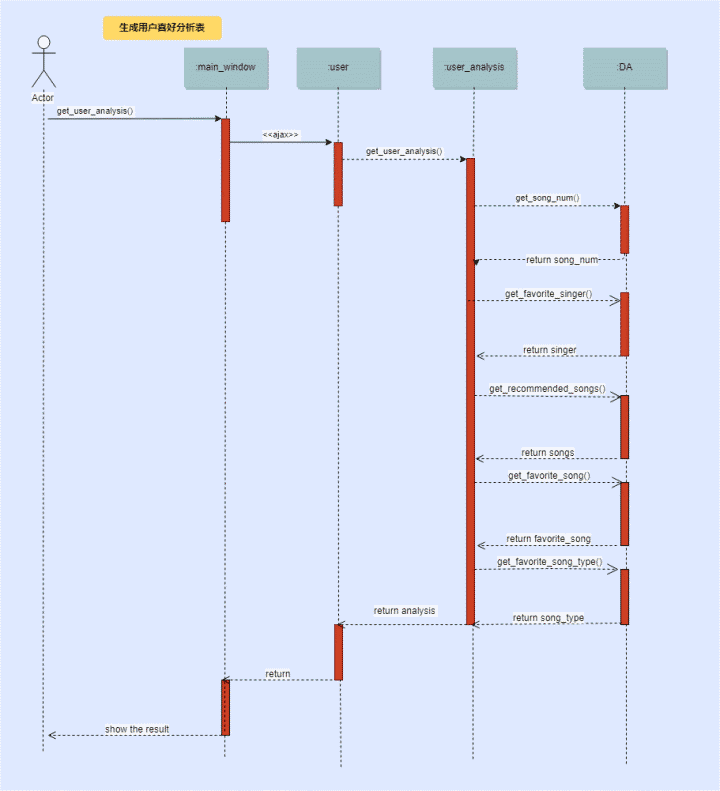 生成用户喜好分析表
:main_window
:user
:user_analysis
:DA
Actor
get_user_analysis()
<<ajax>>
get_user_analysis()
get_song_num()
return song_num
get_favorite_singer()
return singer
get_recommended_songs()
return songs
get_favorite_song()
return favorite_song
get_favorite_song_type()
return analysis
return song_type
return
show the result